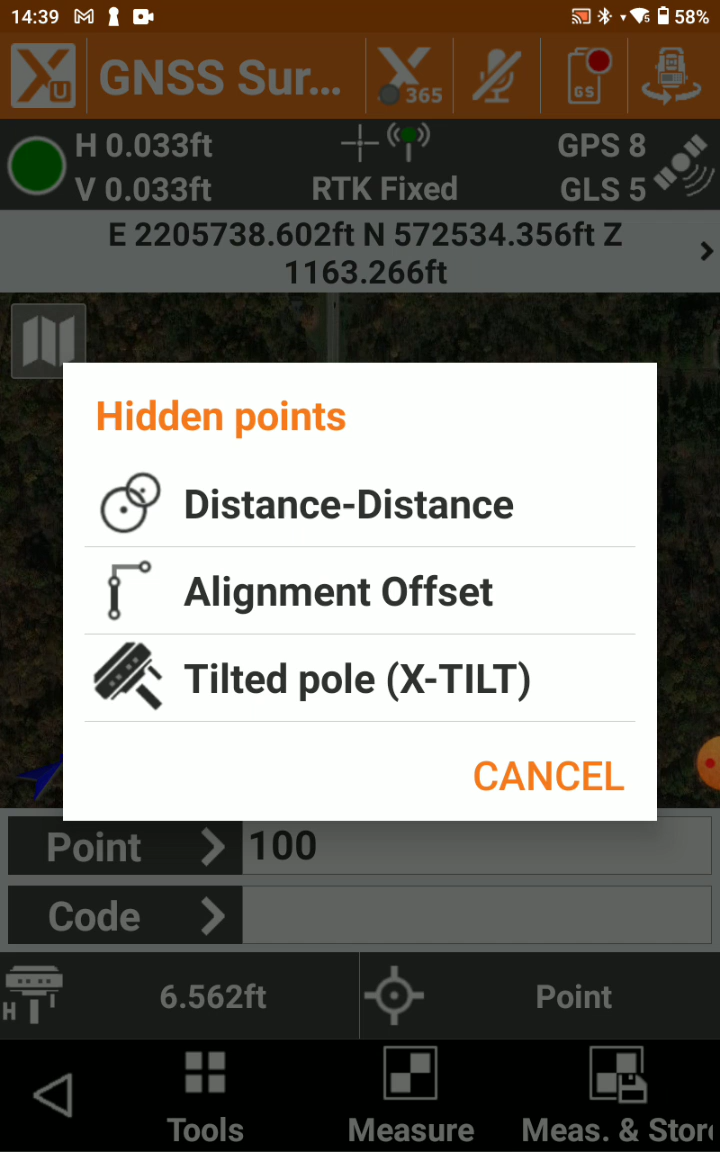 14:39
5 58%
U GNSS Sur... 365 GS
H 0.033ft
GPS 8
V 0.033ft
RTK Fixed
GLS 5
E 2205738.602ft N 572534.356ft Z
1163.266ft
Hidden points
Distance-Distance
Alignment Offset
Tilted pole (X-TILT)
CANCEL
Point 100
Code
H 6.562ft
Point
Tools
Measure
Meas. & Stor